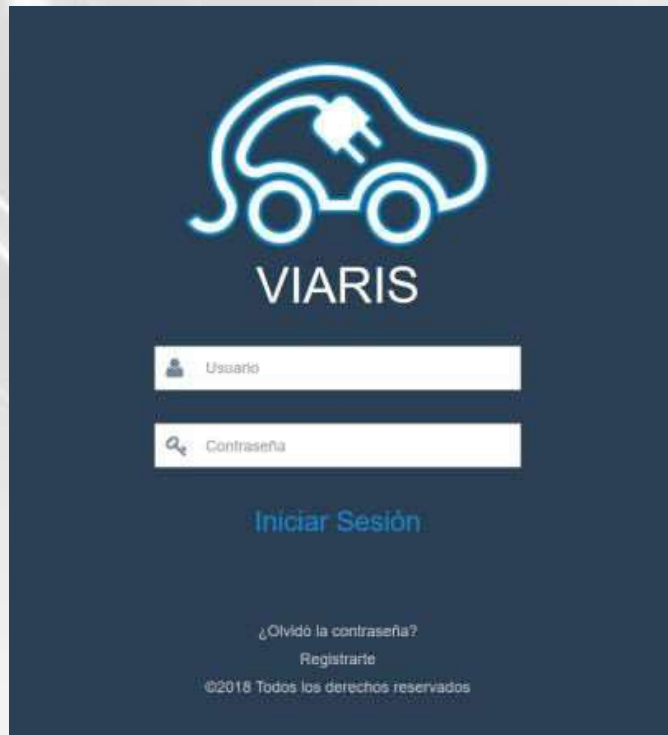 VIARIS
Usuario
Contraseña
Iniciar Sesión
¿Olvidó la contraseña?
Registrarte
©2018 Todos los derechos reservados